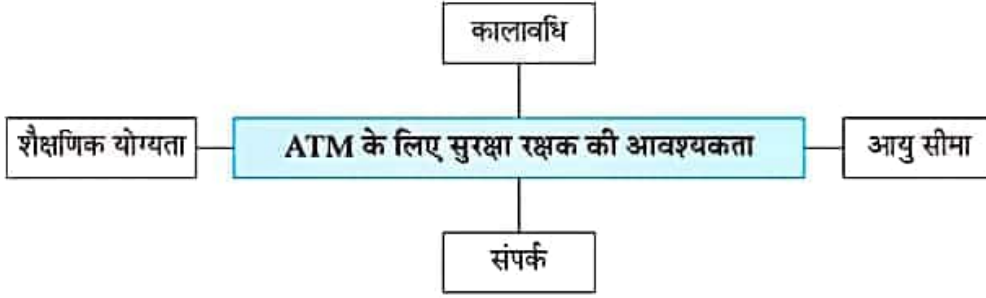 कालावधि
शैक्षणिक योग्यता
ATM के लिए सुरक्षा रक्षक की आवश्यकता
आयु सीमा
संपर्क